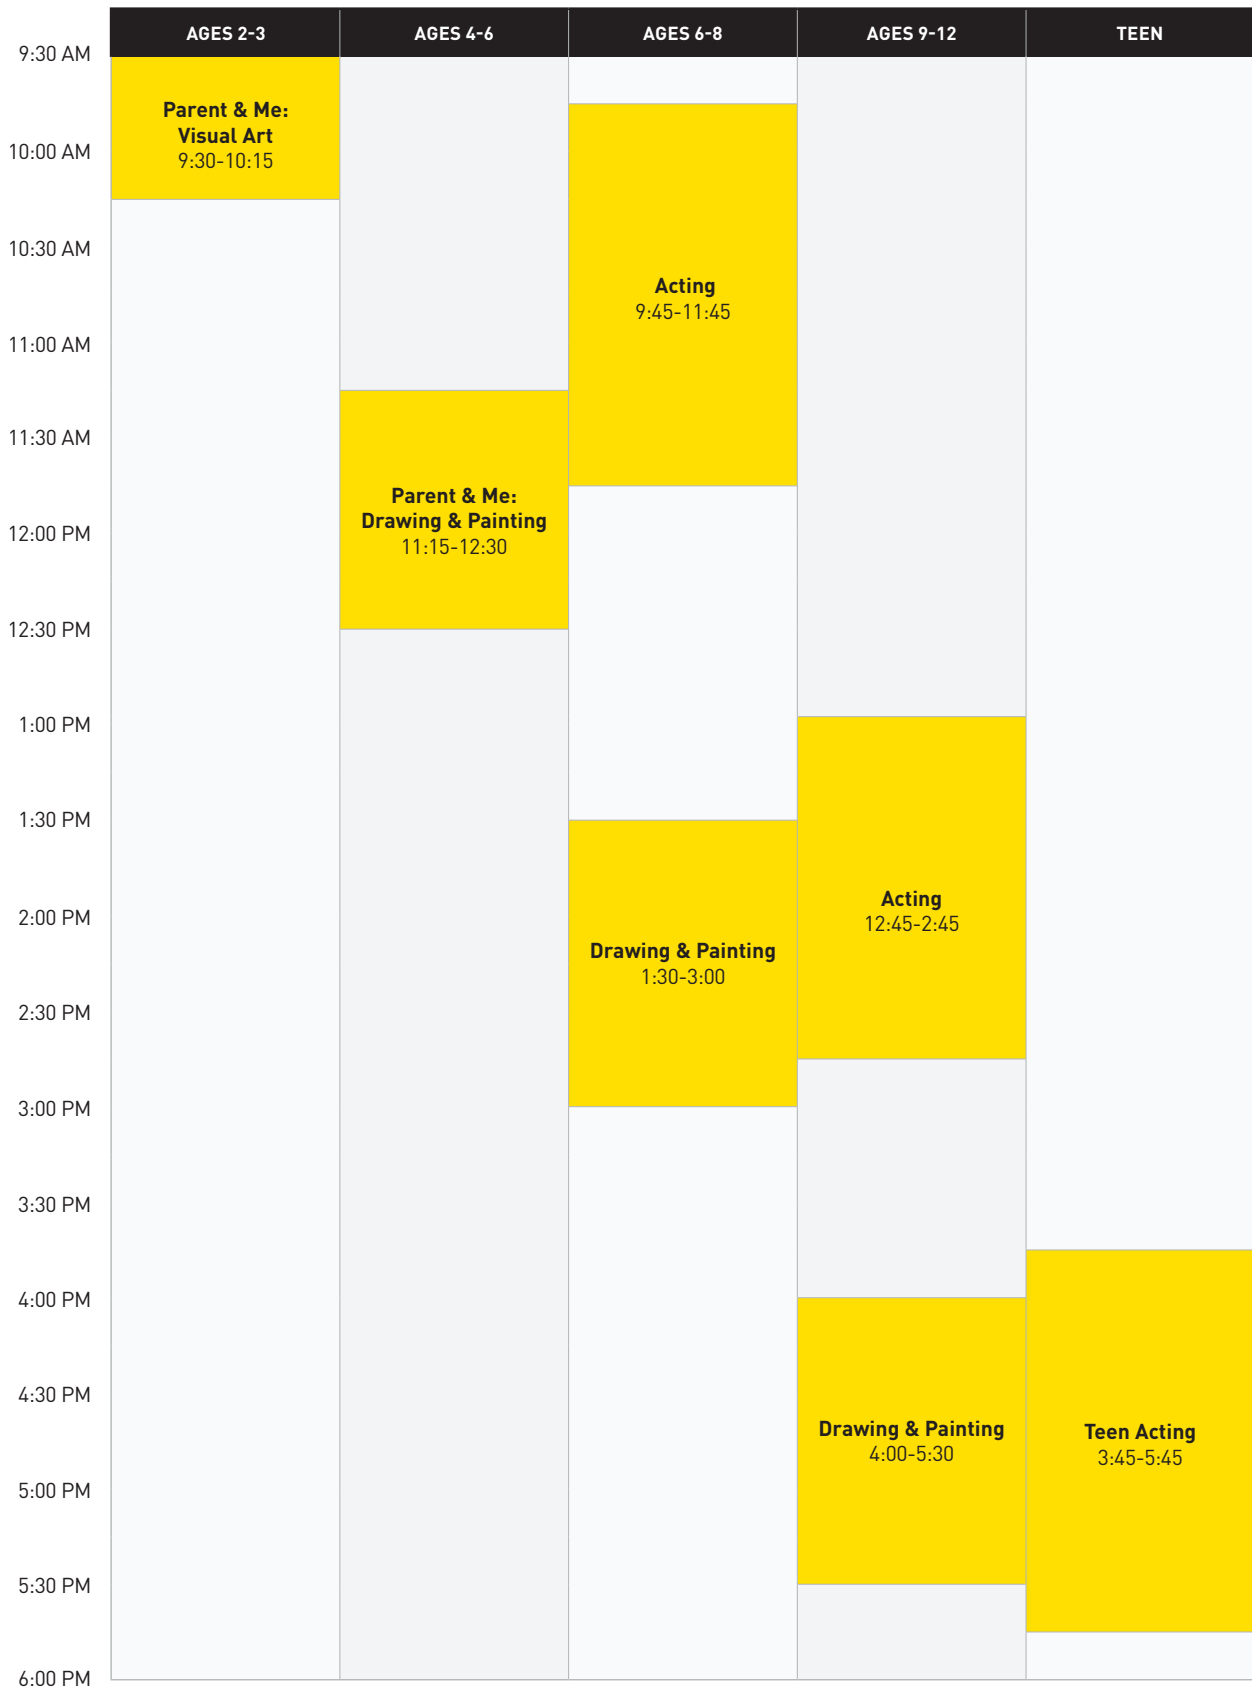 AGES 2-3
AGES 4-6
AGES 6-8
AGES 9-12
TEEN
9:30 AM
10:00 AM
10:30 AM
11:00 AM
11:30 AM
12:00 PM
12:30 PM
1:00 PM
1:30 PM
2:00 PM
2:30 PM
3:00 PM
3:30 PM
4:00 PM
4:30 PM
5:00 PM
5:30 PM
6:00 PM
Parent & Me:
Visual Art
9:30-10:15
Parent & Me:
Drawing & Painting
11:15-12:30
Acting
9:45-11:45
Drawing & Painting
1:30-3:00
Acting
12:45-2:45
Drawing & Painting
4:00-5:30
Teen Acting
3:45-5:45